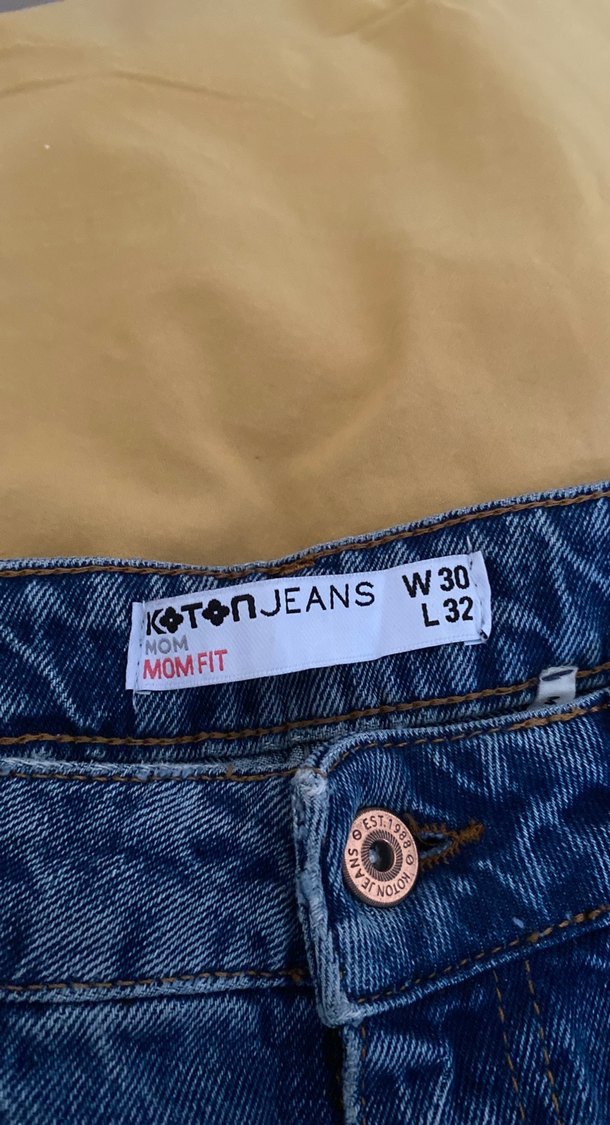 KOTON JEANS
W 30
L 32
MOM
MOM FIT
EST.1988
KOTON JEANS